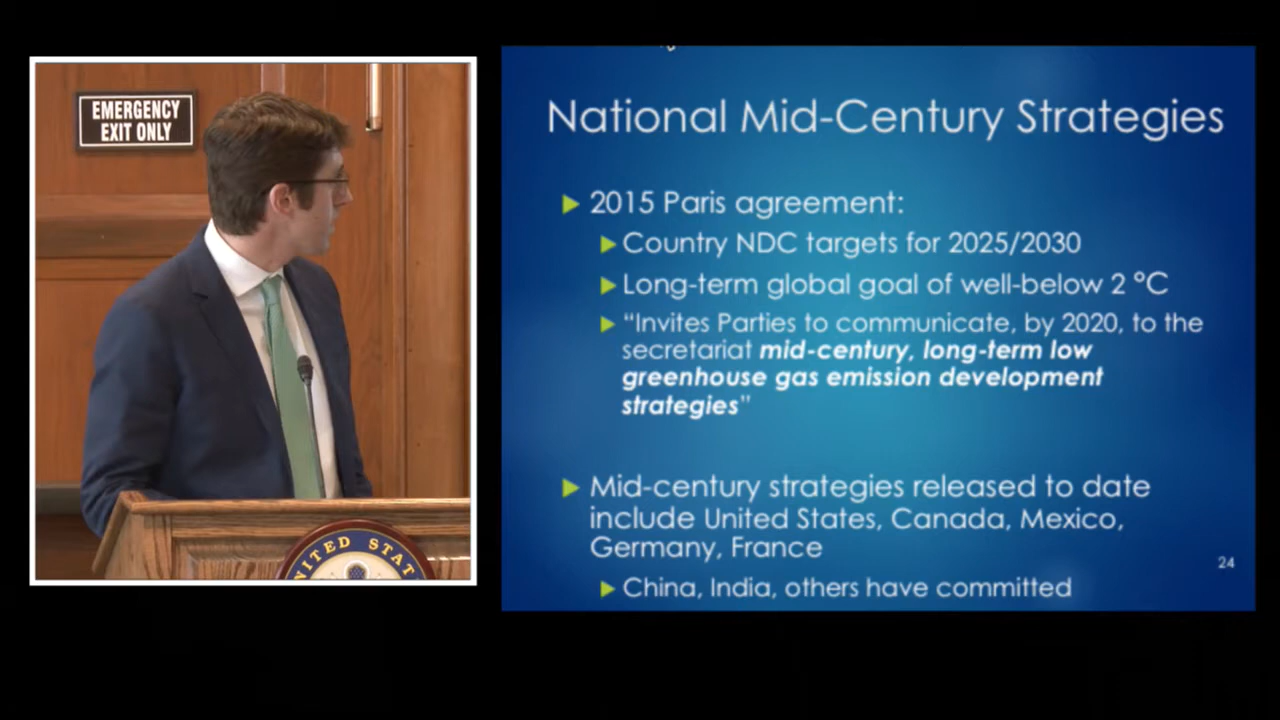 EMERGENCY
EXIT ONLY
UNITED STAT
National Mid-Century Strategies
2015 Paris agreement:
Country NDC targets for 2025/2030
Long-term global goal of well-below 2 °C
“Invites Parties to communicate, by 2020, to the
secretariat mid-century, long-term low
greenhouse gas emission development
strategies”
Mid-century strategies released to date
include United States, Canada, Mexico,
Germany, France
24
China, India, others have committed